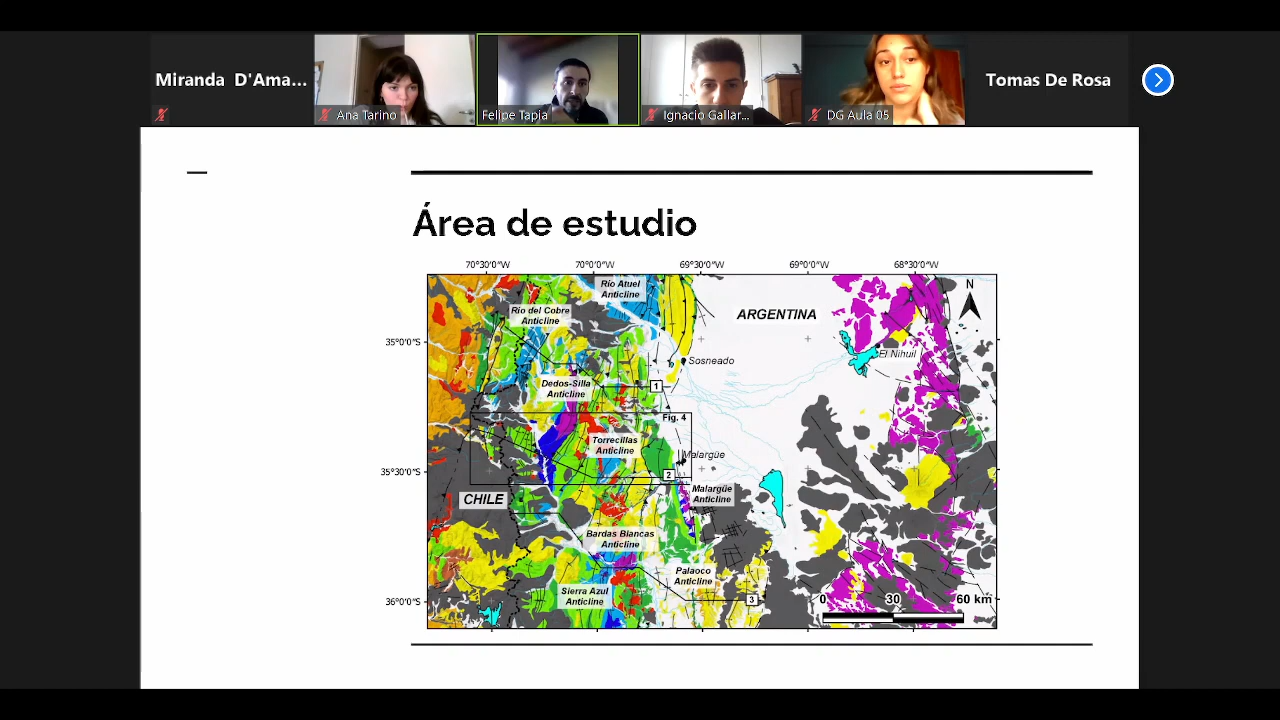 Miranda D'Ama...
Ana Tarino
Felipe Tapia
Ignacio Gallar...
DG Aula 05
Tomas De Rosa
Área de estudio
70°30'0"W
70°0'0"W
69°30'0"W
69°0'0"W
68°30'0"W
Río Atuel
Anticline
N
Rio del Cobre
Anticline
ARGENTINA
35°0'0"S
El Nihuil
Sosneado
Dedos-Silla
Anticline
1
Fig. 4
Torrecillas
Anticline
Malargüe
35°30'0"S
2
CHILE
Malargüe
Anticline
Bardas Blancas
Anticline
Palaoco
Anticline
Sierra Azul
Anticline
3
36°0'0"S
0
30
60 km